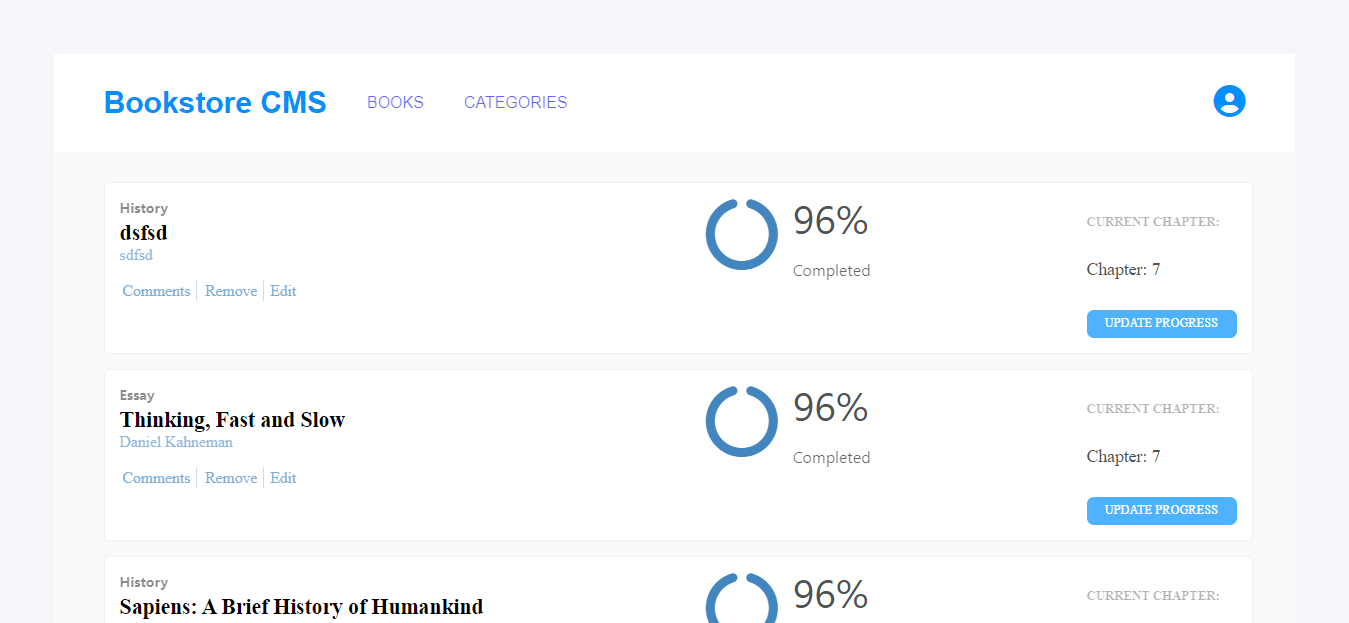 Bookstore CMS BOOKS CATEGORIES
History
dsfsd
sdfsd
Comments Remove Edit
96%
Completed
CURRENT CHAPTER:
Chapter: 7
UPDATE PROGRESS
Essay
Thinking, Fast and Slow
Daniel Kahneman
Comments Remove Edit
96%
Completed
CURRENT CHAPTER:
Chapter: 7
UPDATE PROGRESS
History
Sapiens: A Brief History of Humankind
96%
CURRENT CHAPTER: